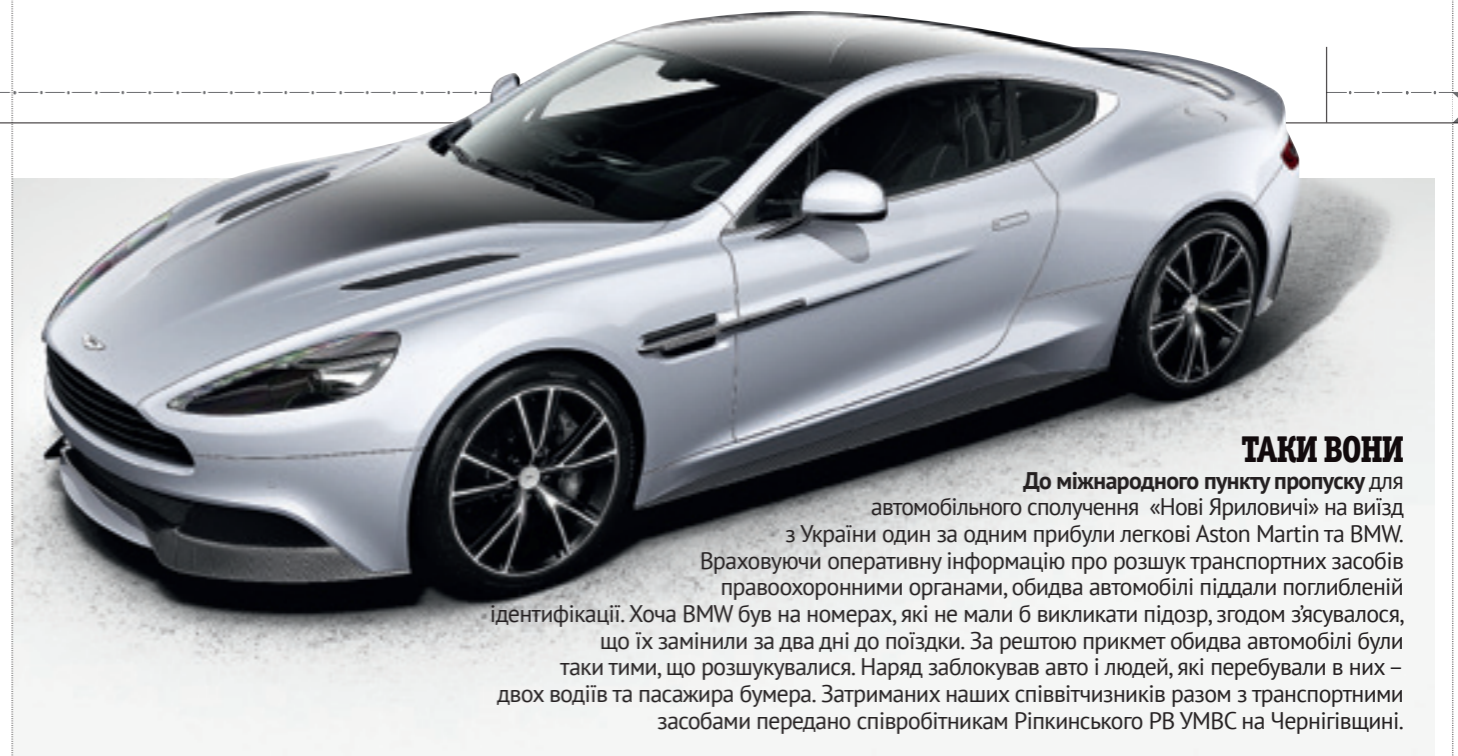 ТАКИ ВОНИ
До міжнародного пункту пропуску для
автомобільного сполучення «Нові Яриловичі» на виїзд
з України один за одним прибули легкові Aston Martin та BMW.
Враховуючи оперативну інформацію про розшук транспортних засобів
правоохоронними органами, обидва автомобілі піддали поглибленій
ідентифікації. Хоча BMW був на номерах, які не мали б викликати підозр, згодом з’ясувалося,
що їх замінили за два дні до поїздки. За рештою прикмет обидва автомобілі були
таки тими, що розшукувалися. Наряд заблокував авто і людей, які перебували в них –
двох водіїв та пасажира бумера. Затриманих наших співвітчизників разом з транспортними
засобами передано співробітникам Ріпкинського РВ УМВС на Чернігівщині.